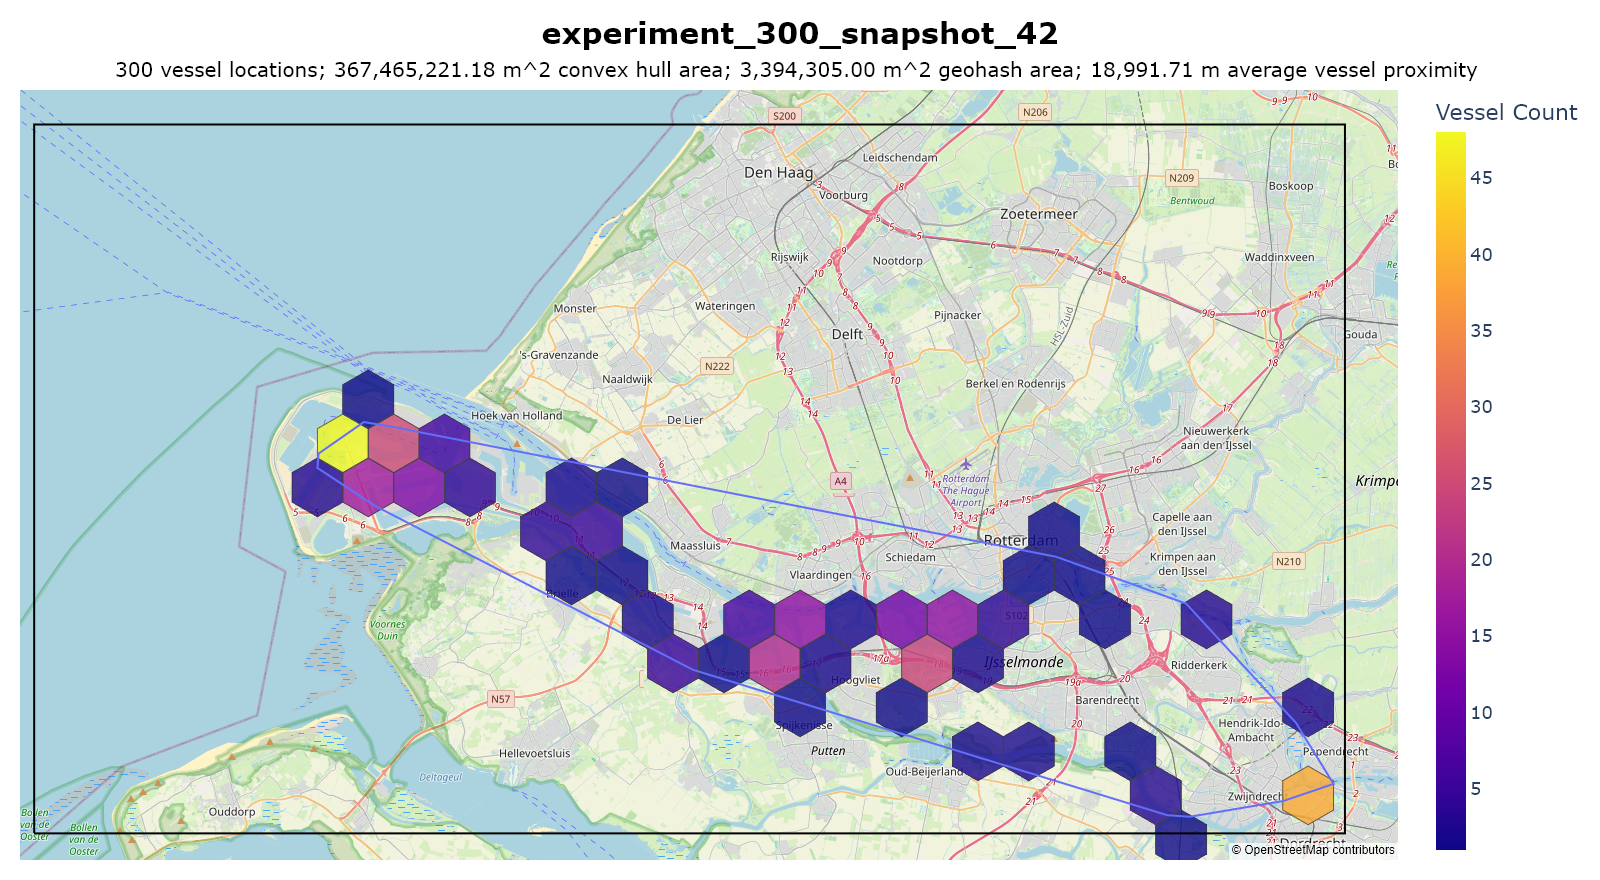 experiment_300_snapshot_42
300 vessel locations; 367,465,221.18 m^2 convex hull area; 3,394,305.00 m^2 geohash area; 18,991.71 m average vessel proximity
Vessel Count
45
40
35
30
25
20
15
10
5
S200
N206
Den Haag
Leidschendam
Voorburg
N209
Boskoop
Bentwoud
Zoetermeer
Rijswijk
Nootdorp
Waddinxveen
Monster
Wateringen
Pijnacker
Delft
HSL-Zuid
Gouda
's-Gravenzande
N222
Naaldwijk
Berkel en Rodenrijs
Hoek van Holland
De Lier
Nieuwerkerk
aan den IJssel
A4
Rotterdam
The Hague
Airport
Capelle aan
den IJssel
Maassluis
Rotterdam
Schiedam
Krimpen aan
den IJssel
N210
Vlaardingen
Brielle
S102
Voornes
Duin
IJsselmonde
Ridderkerk
Hoogvliet
N57
Barendrecht
Spijkenisse
Hendrik-Ido-
Ambacht
Hellevoetsluis
Putten
Papendrecht
Oud-Beijerland
Deltageul
Zwijndrecht
Ouddorp
Bollen
van de
Ooster
Bollen
van de
Ooster
Dordrecht
© OpenStreetMap contributors